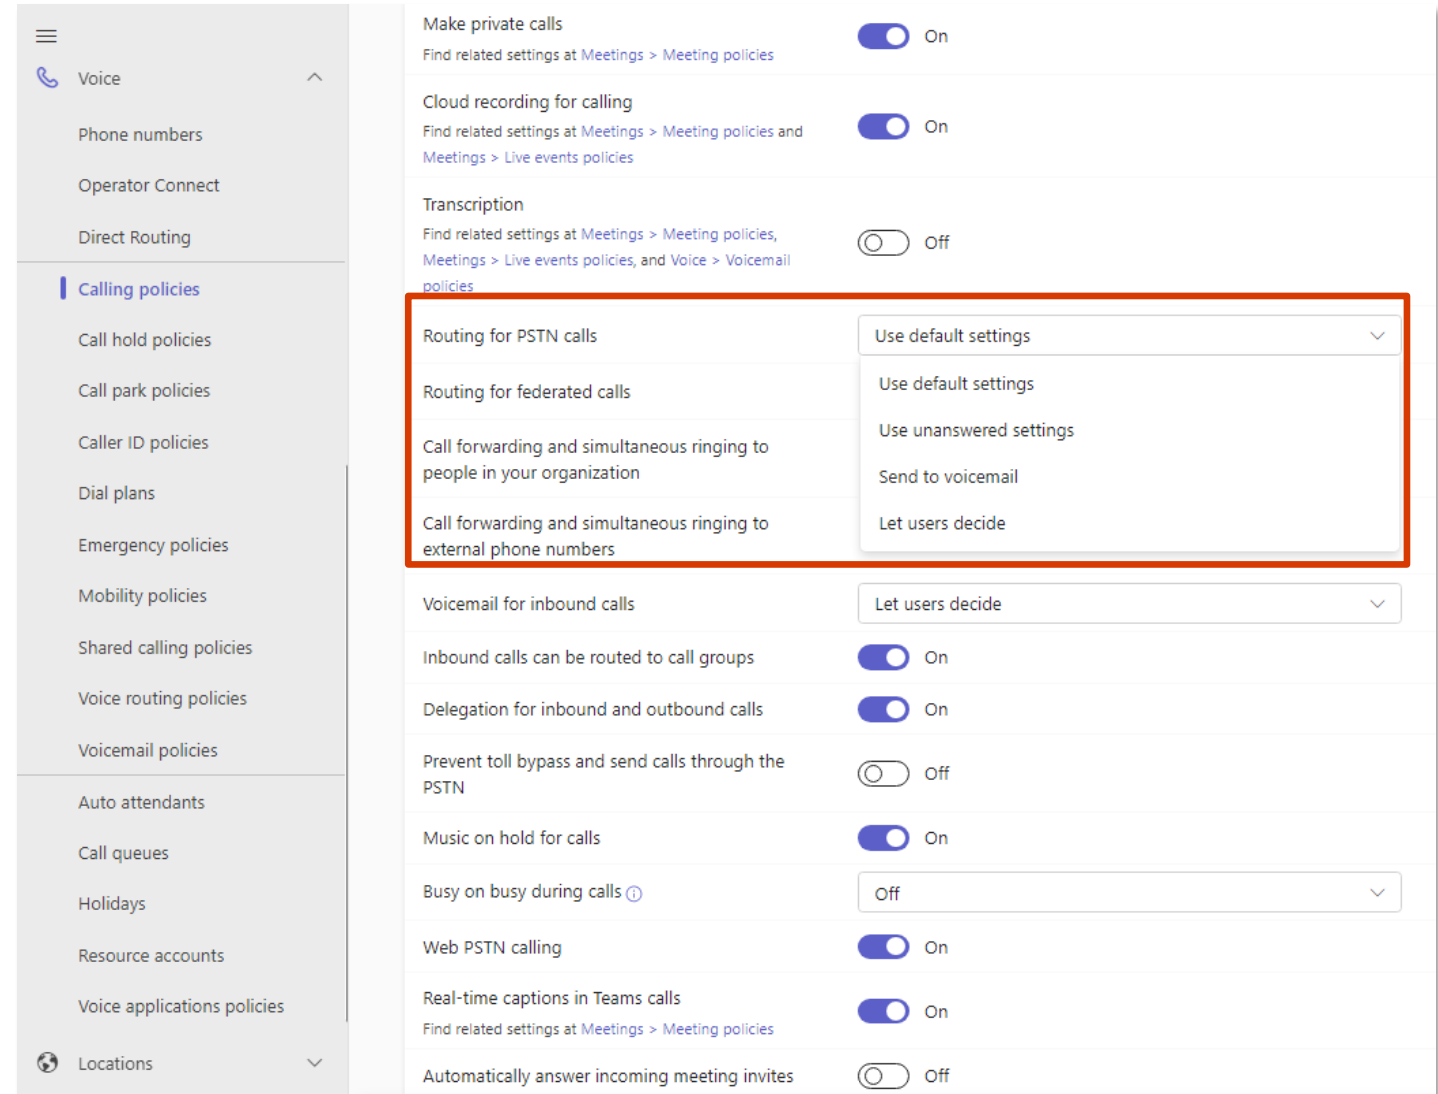 Voice
Phone numbers
Operator Connect
Direct Routing
Calling policies
Call hold policies
Call park policies
Caller ID policies
Dial plans
Emergency policies
Mobility policies
Shared calling policies
Voice routing policies
Voicemail policies
Auto attendants
Call queues
Holidays
Resource accounts
Voice applications policies
Locations
Make private calls
Find related settings at Meetings > Meeting policies
On
Cloud recording for calling
Find related settings at Meetings > Meeting policies and
Meetings > Live events policies
On
Transcription
Find related settings at Meetings > Meeting policies,
Meetings > Live events policies, and Voice > Voicemail
policies
Off
Routing for PSTN calls
Use default settings
Use default settings
Use unanswered settings
Send to voicemail
Let users decide
Routing for federated calls
Call forwarding and simultaneous ringing to
people in your organization
Call forwarding and simultaneous ringing to
external phone numbers
Voicemail for inbound calls
Let users decide
Inbound calls can be routed to call groups
On
Delegation for inbound and outbound calls
On
Prevent toll bypass and send calls through the
PSTN
Off
Music on hold for calls
On
Busy on busy during calls
Off
Web PSTN calling
On
Real-time captions in Teams calls
Find related settings at Meetings > Meeting policies
On
Automatically answer incoming meeting invites
Off